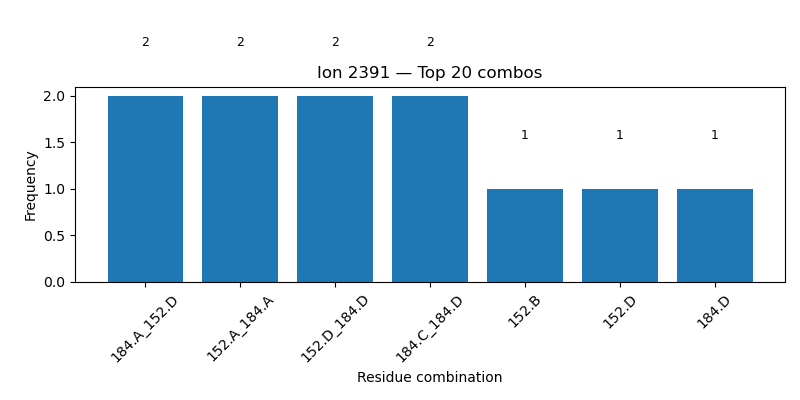 2 2 2 2
Ion 2391 — Top 20 combos
2.0
1.5
1.0
0.5
0.0
Frequency
1 1 1
184.A_152.D
152.A_184.A
152.D_184.D
184.C_184.D
152.B
152.D
184.D
Residue combination